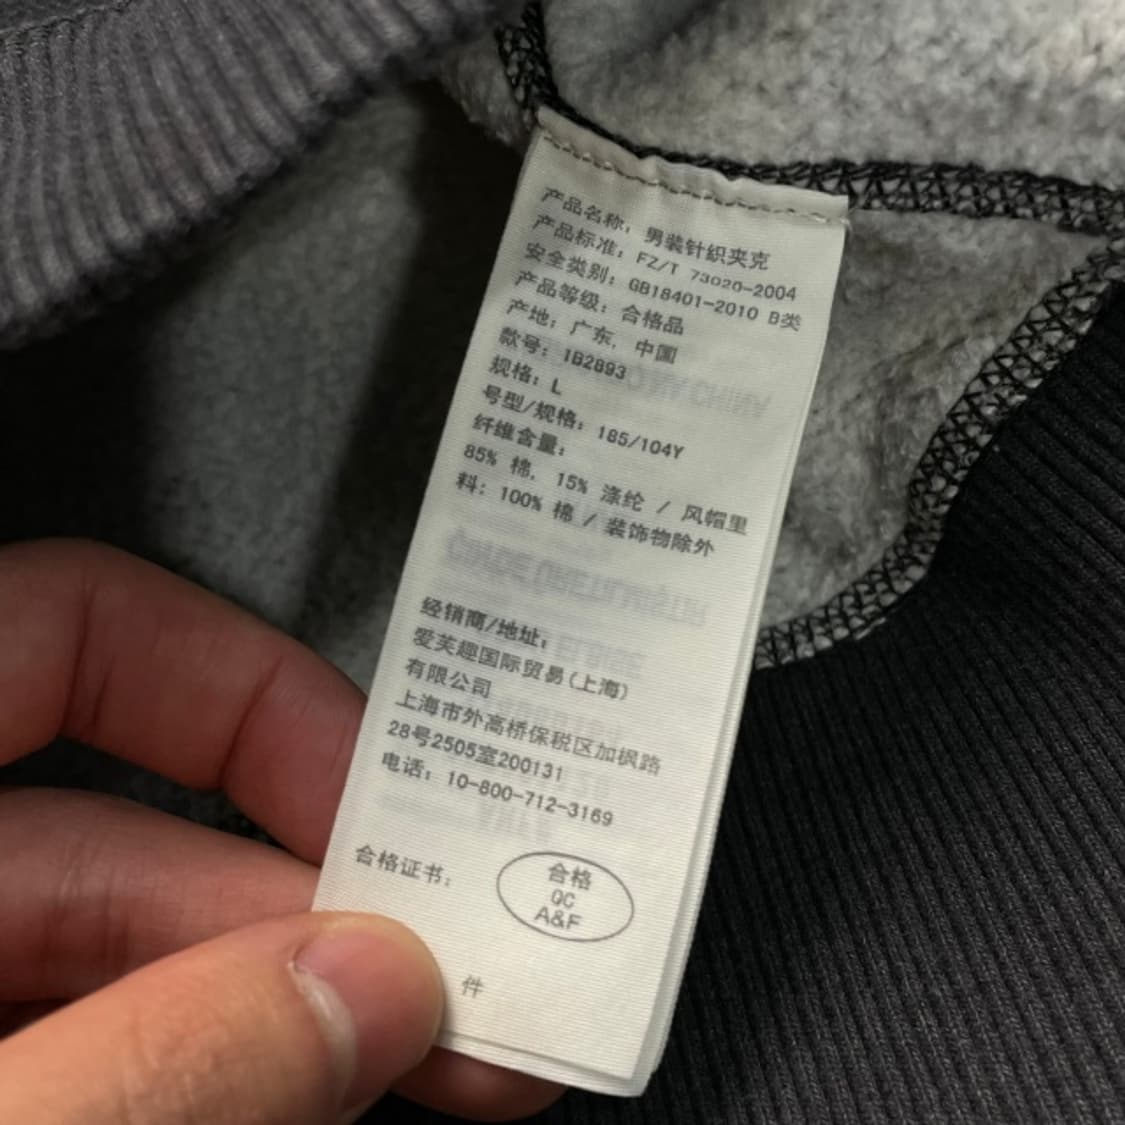 产品名称: 男装针織夹克
产品标准: FZ/T 73020-2004
安全类别: GB18401-2010 B类
产品等级: 合格品
产地: 广东, 中国
款号: 1B2893
规格: L
号型/规格: 185/104Y
纤维含量:
85% 棉, 15% 涤纶 / 风帽里
料: 100% 棉 / 装饰物除外
经销商/地址:
爱芙趣国际贸易(上海)
有限公司
上海市外高桥保税区加枫路
28号2505室200131
电话: 10-800-712-3169
合格证书:
合格
QC
A&F
件